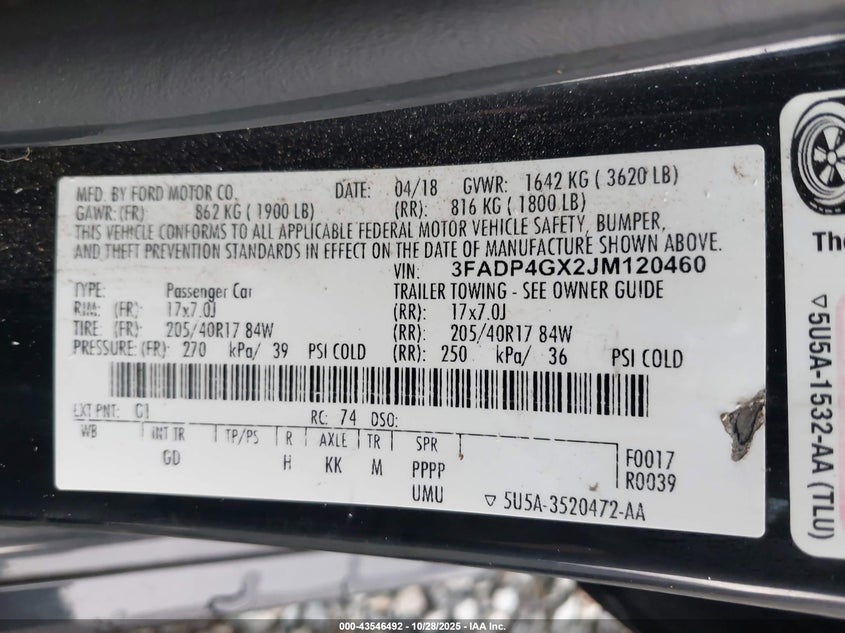 MFD. BY FORD MOTOR CO. DATE: 04/18 GVWR: 1642 KG ( 3620 LB)
GAWR: (FR) 862 KG ( 1900 LB) (RR): 816 KG ( 1800 LB)
THIS VEHICLE CONFORMS TO ALL APPLICABLE FEDERAL MOTOR VEHICLE SAFETY, BUMPER,
AND THEFT PREVENTION STANDARDS IN EFFECT ON THE DATE OF MANUFACTURE SHOWN ABOVE.
VIN: 3FADP4GX2JM120460
TYPE: Passenger Car TRAILER TOWING - SEE OWNER GUIDE
RIM: (FR): 17x7.0J (RR): 17x7.0J
TIRE: (FR) 205/40R17 84W (RR): 205/40R17 84W
PRESSURE: (FR): 270 kPa/ 39 PSI COLD (RR): 250 kPa/ 36 PSI COLD
EXT PNT: G1 RC: 74 DSO:
WB INT TR TP/PS R AXLE TR SPR
GD H KK M PPPP F0017
UMU R0039
▽ 5U5A-3520472-AA
The
▽5U5A-1532-AA (TLU)
000-43546492 - 10/28/2025 - IAA Inc.